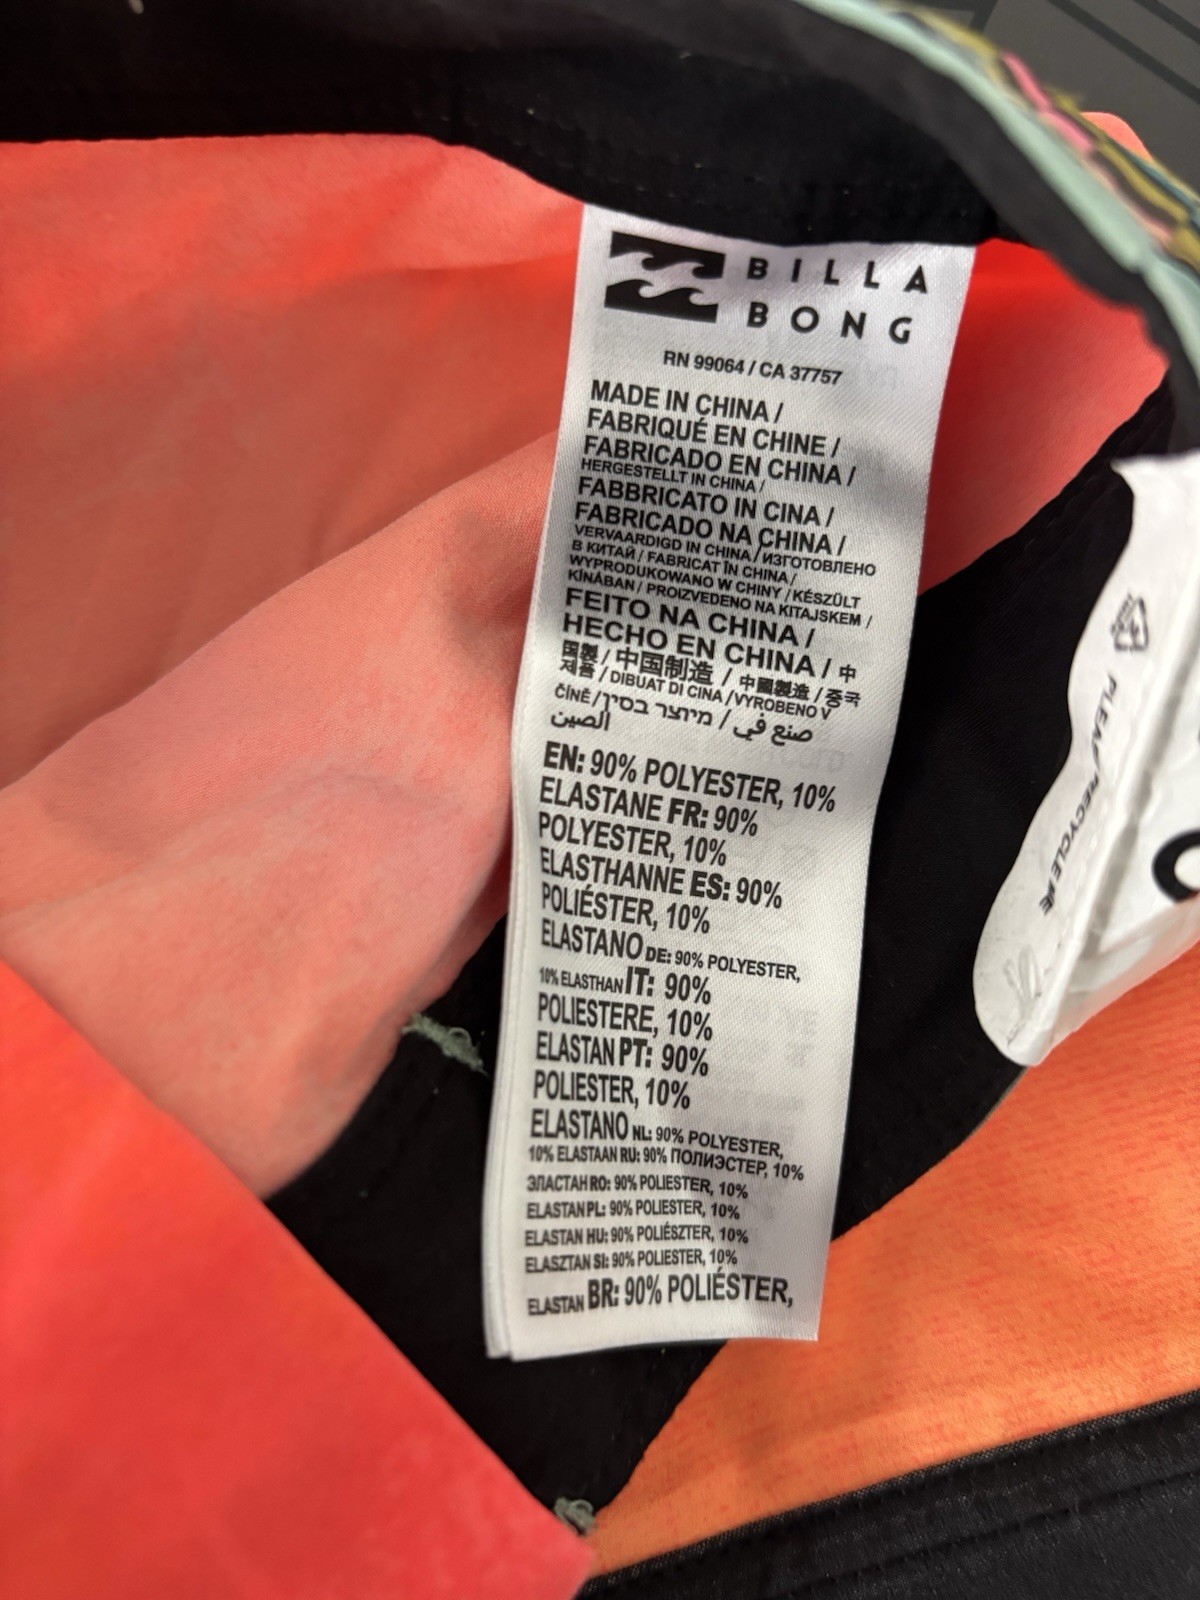 BILLA
BONG
RN 99064 / CA 37757
MADE IN CHINA /
FABRIQUÉ EN CHINE /
FABRICADO EN CHINA /
HERGESTELLT IN CHINA /
FABBRICATO IN CINA /
FABRICADO NA CHINA /
VERVAARDIGD IN CHINA / ИЗГОТОВЛЕНО
В КИТАЙ / FABRICAT ÎN CHINA /
WYPRODUKOWANO W CHINY / KÉSZÜLT
KÍNÁBAN / PROIZVEDENO NA KITAJSKEM /
FEITO NA CHINA /
HECHO EN CHINA / 中
国製 / 中国制造 / 中國製造 / 중국
제품 / DIBUAT DI CINA / VYROBENO V
ČÍNĚ / מיוצר בסין / صنع في
الصين
EN: 90% POLYESTER, 10%
ELASTANE FR: 90%
POLYESTER, 10%
ELASTHANNE ES: 90%
POLIÉSTER, 10%
ELASTANO DE: 90% POLYESTER,
10% ELASTHAN IT: 90%
POLIESTERE, 10%
ELASTAN PT: 90%
POLIESTER, 10%
ELASTANO NL: 90% POLYESTER,
10% ELASTAAN RU: 90% ПОЛИЭСТЕР, 10%
ЭЛАСТАН RO: 90% POLIESTER, 10%
ELASTAN PL: 90% POLIESTER, 10%
ELASTAN HU: 90% POLIÉSZTER, 10%
ELASZTAN SI: 90% POLIESTER, 10%
ELASTAN BR: 90% POLIÉSTER,
PLEASE RECYCLE ME